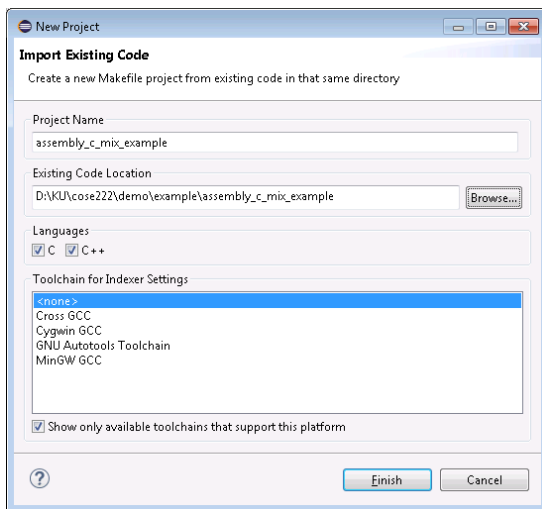 New Project
Import Existing Code
Create a new Makefile project from existing code in that same directory
Project Name
assembly_c_mix_example
Existing Code Location
D:\KU\cose222\demo\example\assembly_c_mix_example
Browse...
Languages
C C++
Toolchain for Indexer Settings
<none>
Cross GCC
Cygwin GCC
GNU Autotools Toolchain
MinGW GCC
Show only available toolchains that support this platform
? Finish Cancel